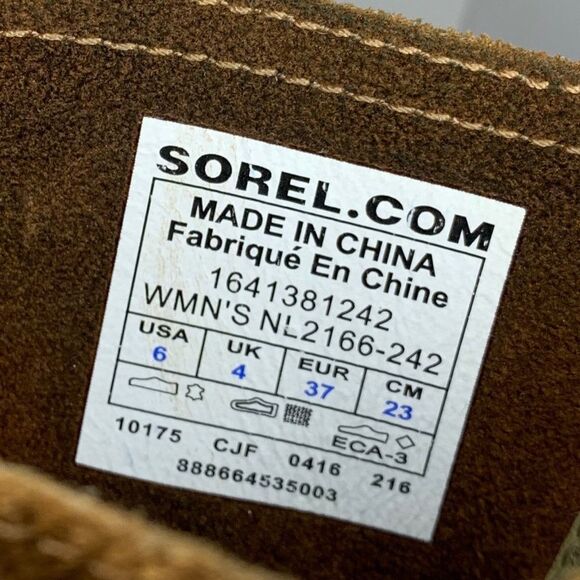 SOREL.COM
MADE IN CHINA
Fabriqué En Chine
1641381242
WMN'S NL2166-242
USA UK EUR CM
6 4 37 23
ECA-3
10175 CJF 0416 216
888664535003